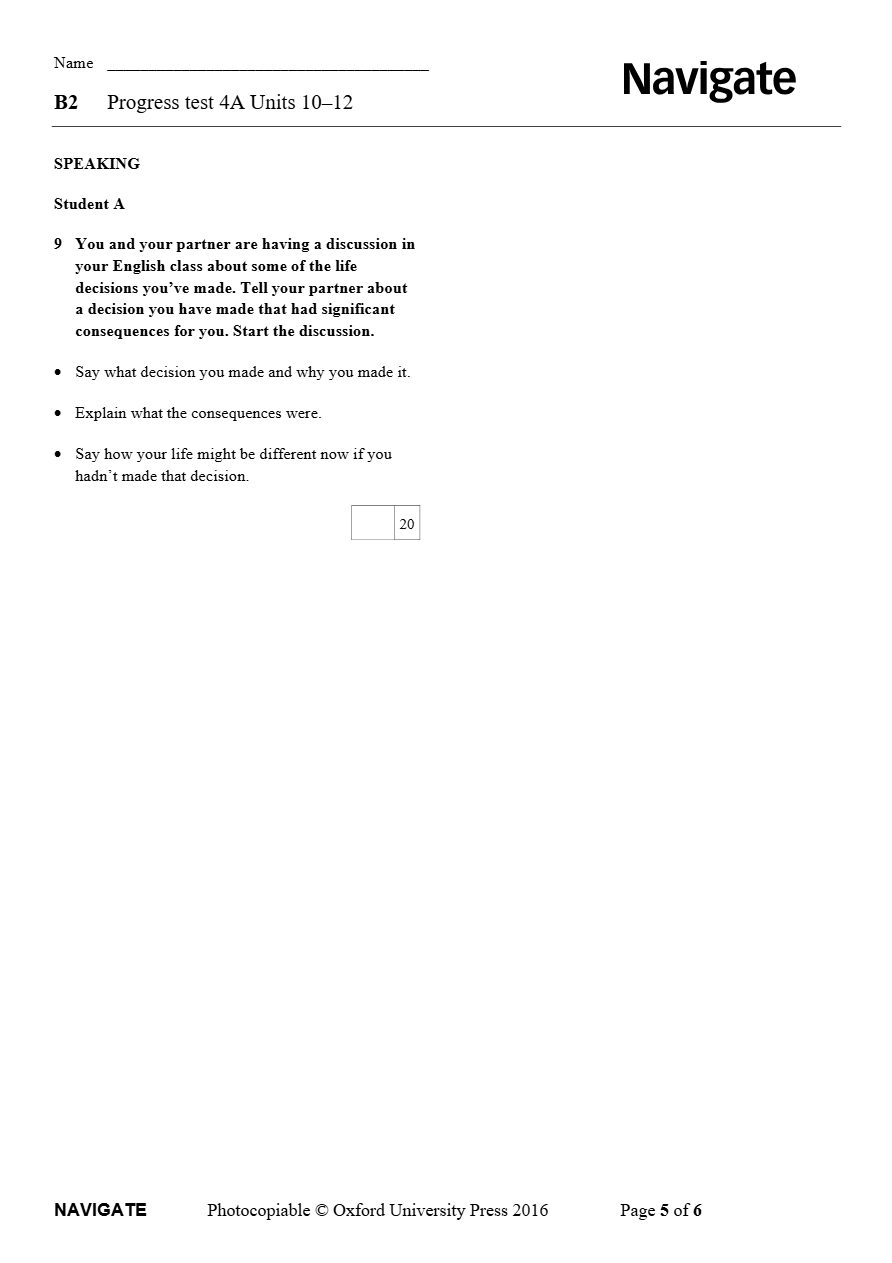 Name ________________________________________
Navigate
B2 Progress test 4A Units 10–12
SPEAKING
Student A
9 You and your partner are having a discussion in
your English class about some of the life
decisions you’ve made. Tell your partner about
a decision you have made that had significant
consequences for you. Start the discussion.
• Say what decision you made and why you made it.
• Explain what the consequences were.
• Say how your life might be different now if you
hadn’t made that decision.
20
NAVIGATE Photocopiable © Oxford University Press 2016 Page 5 of 6